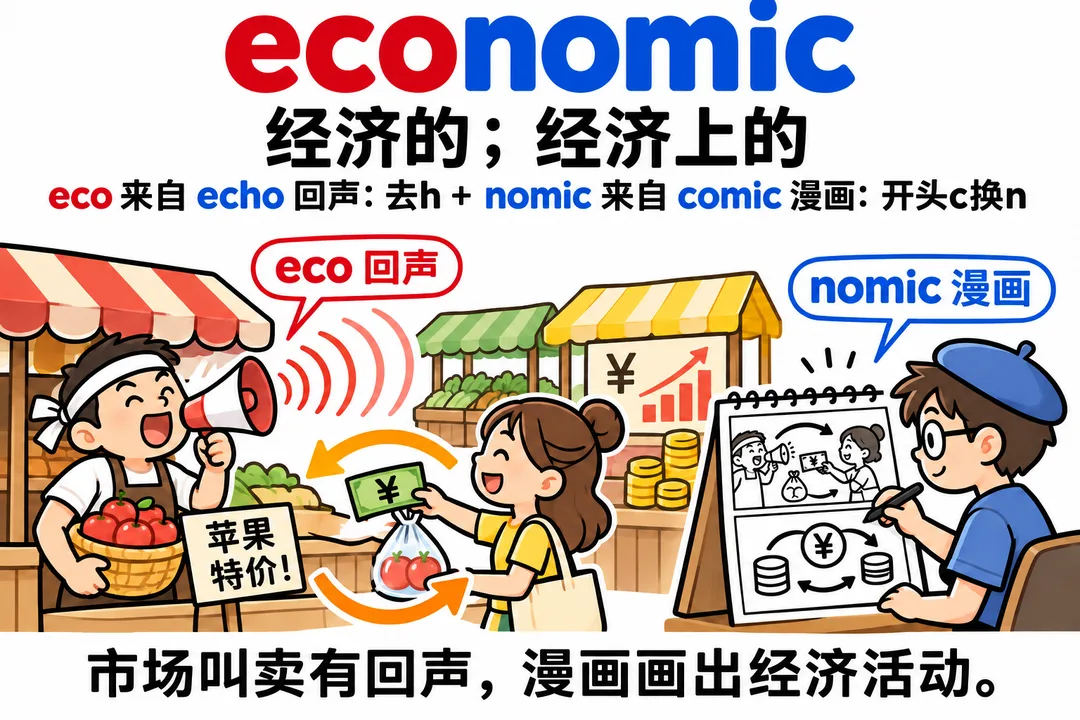 economic
经济的；经济上的
eco 来自 echo 回声：去h + nomic 来自 comic 漫画：开头c换n
eco 回声
nomic 漫画
¥
¥
苹果
特价！
¥
¥
市场叫卖有回声，漫画画出经济活动。